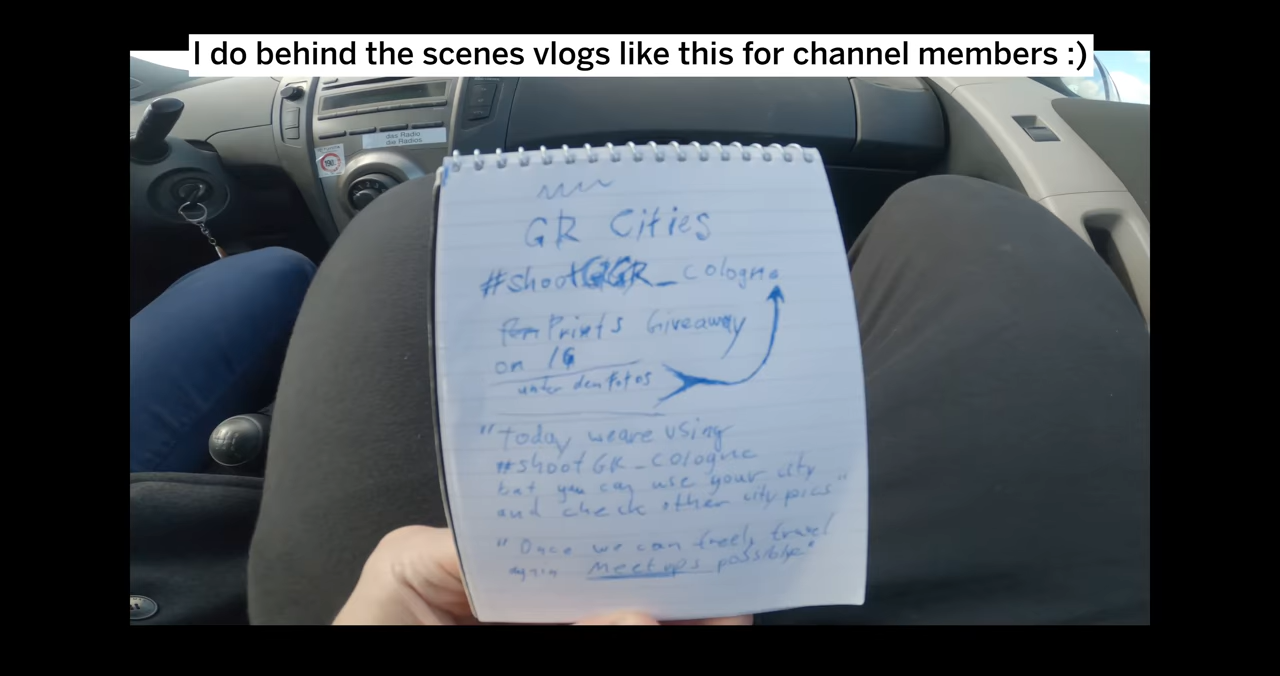 I do behind the scenes vlogs like this for channel members :)
das Radio
die Radios
GR Cities
#shootGR_cologne
Prints Giveaway
on IG
unter den Fotos
"Today we are using
#shootGR_cologne
but you can use your city
and check other city pics"
"Once we can freely travel
again Meetups possible"